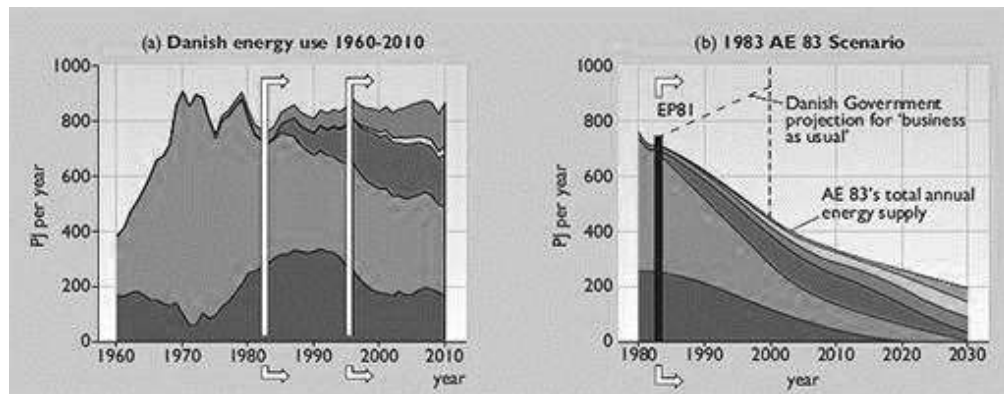 (a) Danish energy use 1960-2010
1000
800
600
400
200
0
PJ per year
1960
1970
1980
1990
2000
2010
year
(b) 1983 AE 83 Scenario
1000
800
600
400
200
0
PJ per year
EP81
Danish Government
projection for 'business
as usual'
AE 83's total annual
energy supply
1980
1990
2000
2010
2020
2030
year